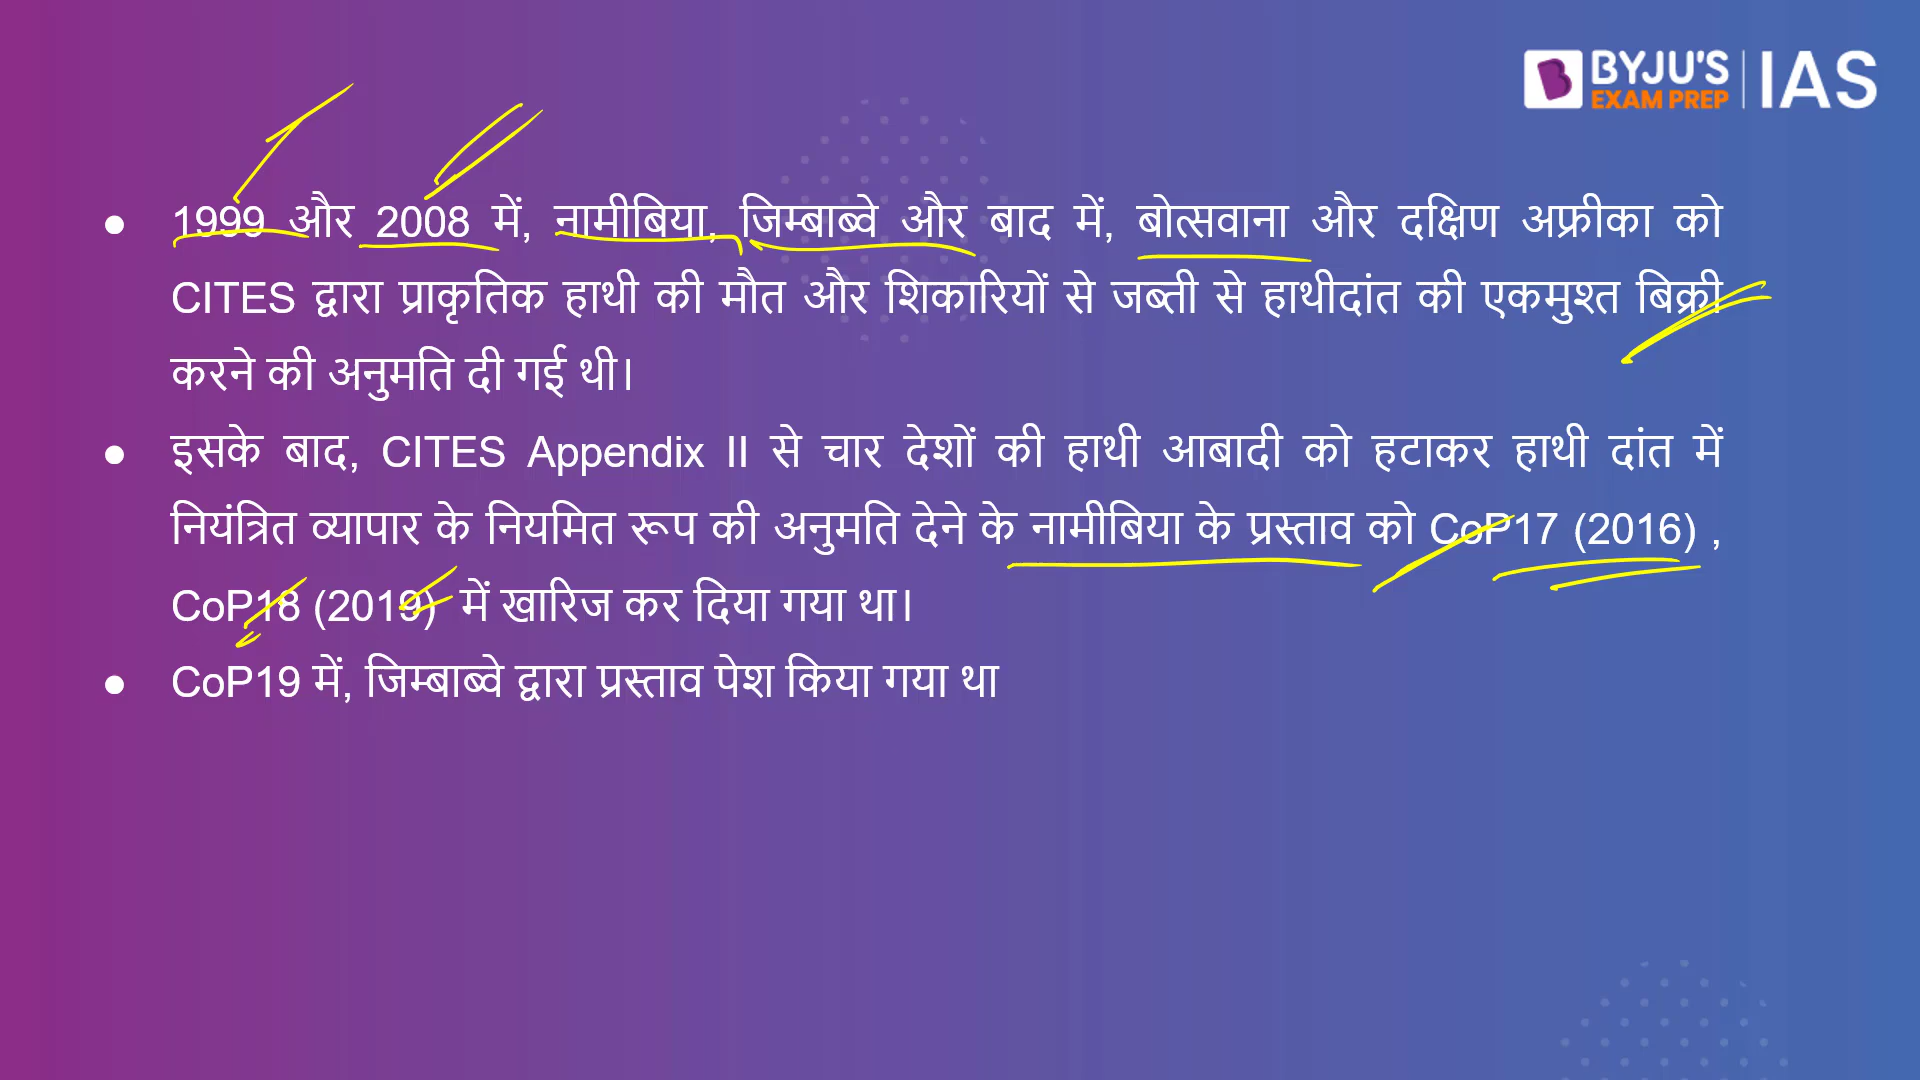 BYJU'S
EXAM PREP
IAS
● 1999 और 2008 में, नामीबिया, जिम्बाब्वे और बाद में, बोत्सवाना और दक्षिण अफ्रीका को
CITES द्वारा प्राकृतिक हाथी की मौत और शिकारियों से जब्ती से हाथीदांत की एकमुश्त बिक्री
करने की अनुमति दी गई थी।
● इसके बाद, CITES Appendix II से चार देशों की हाथी आबादी को हटाकर हाथी दांत में
नियंत्रित व्यापार के नियमित रूप की अनुमति देने के नामीबिया के प्रस्ताव को CoP17 (2016) ,
CoP18 (2019) में खारिज कर दिया गया था।
● CoP19 में, जिम्बाब्वे द्वारा प्रस्ताव पेश किया गया था